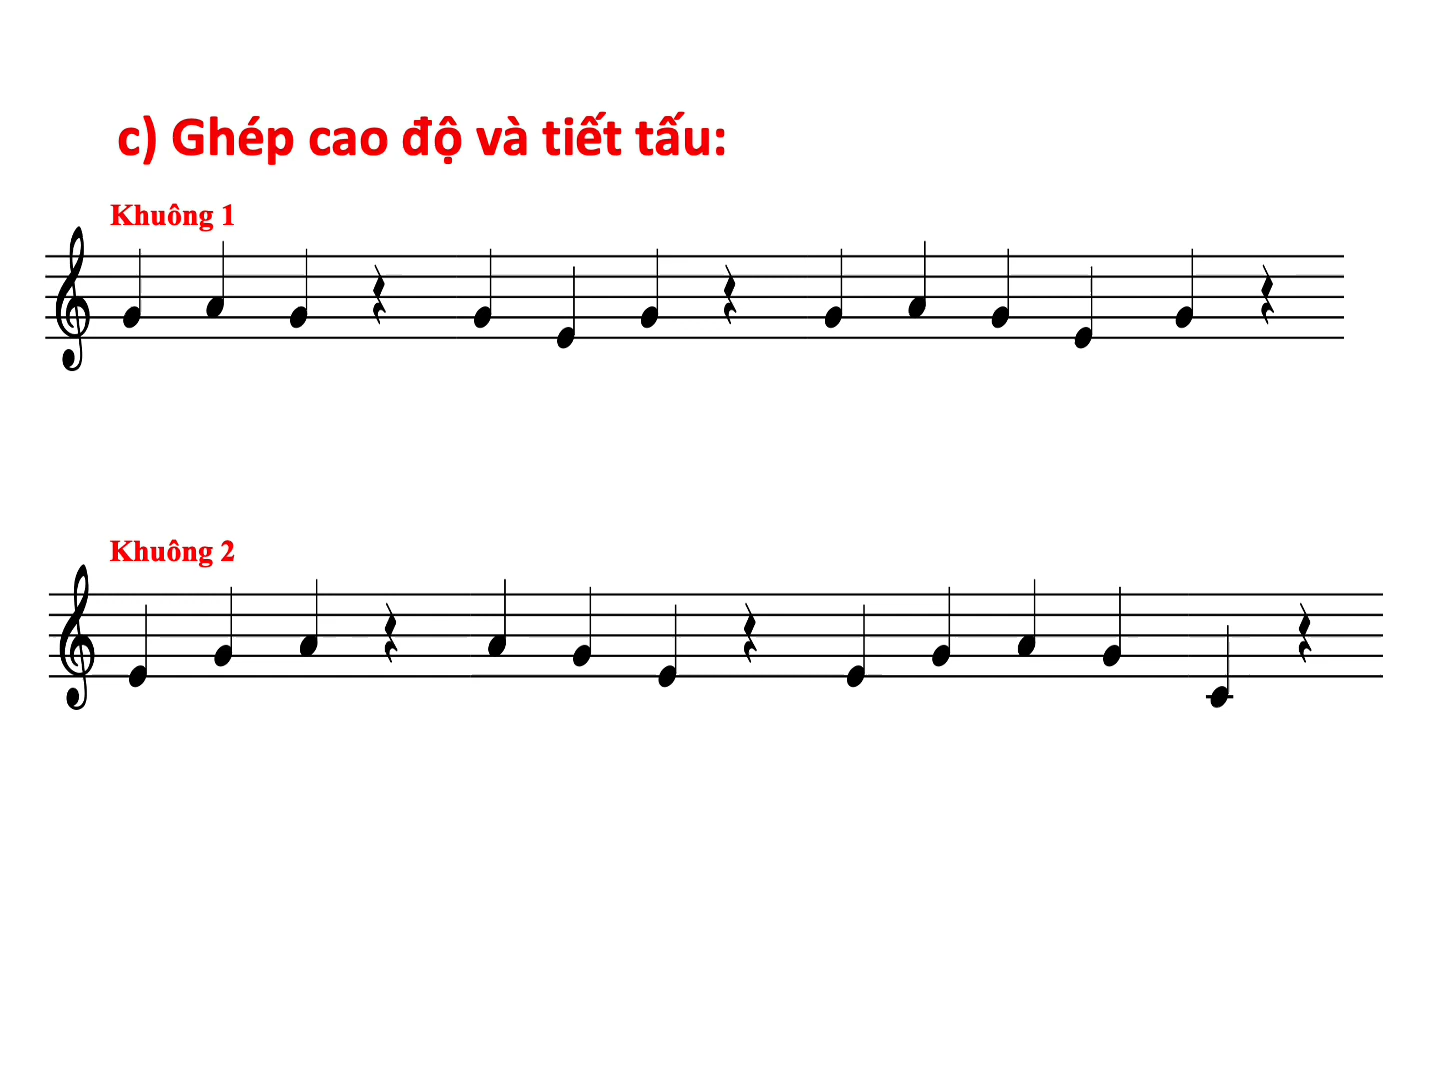 c) Ghép cao độ và tiết tấu:
Khuông 1
Khuông 2